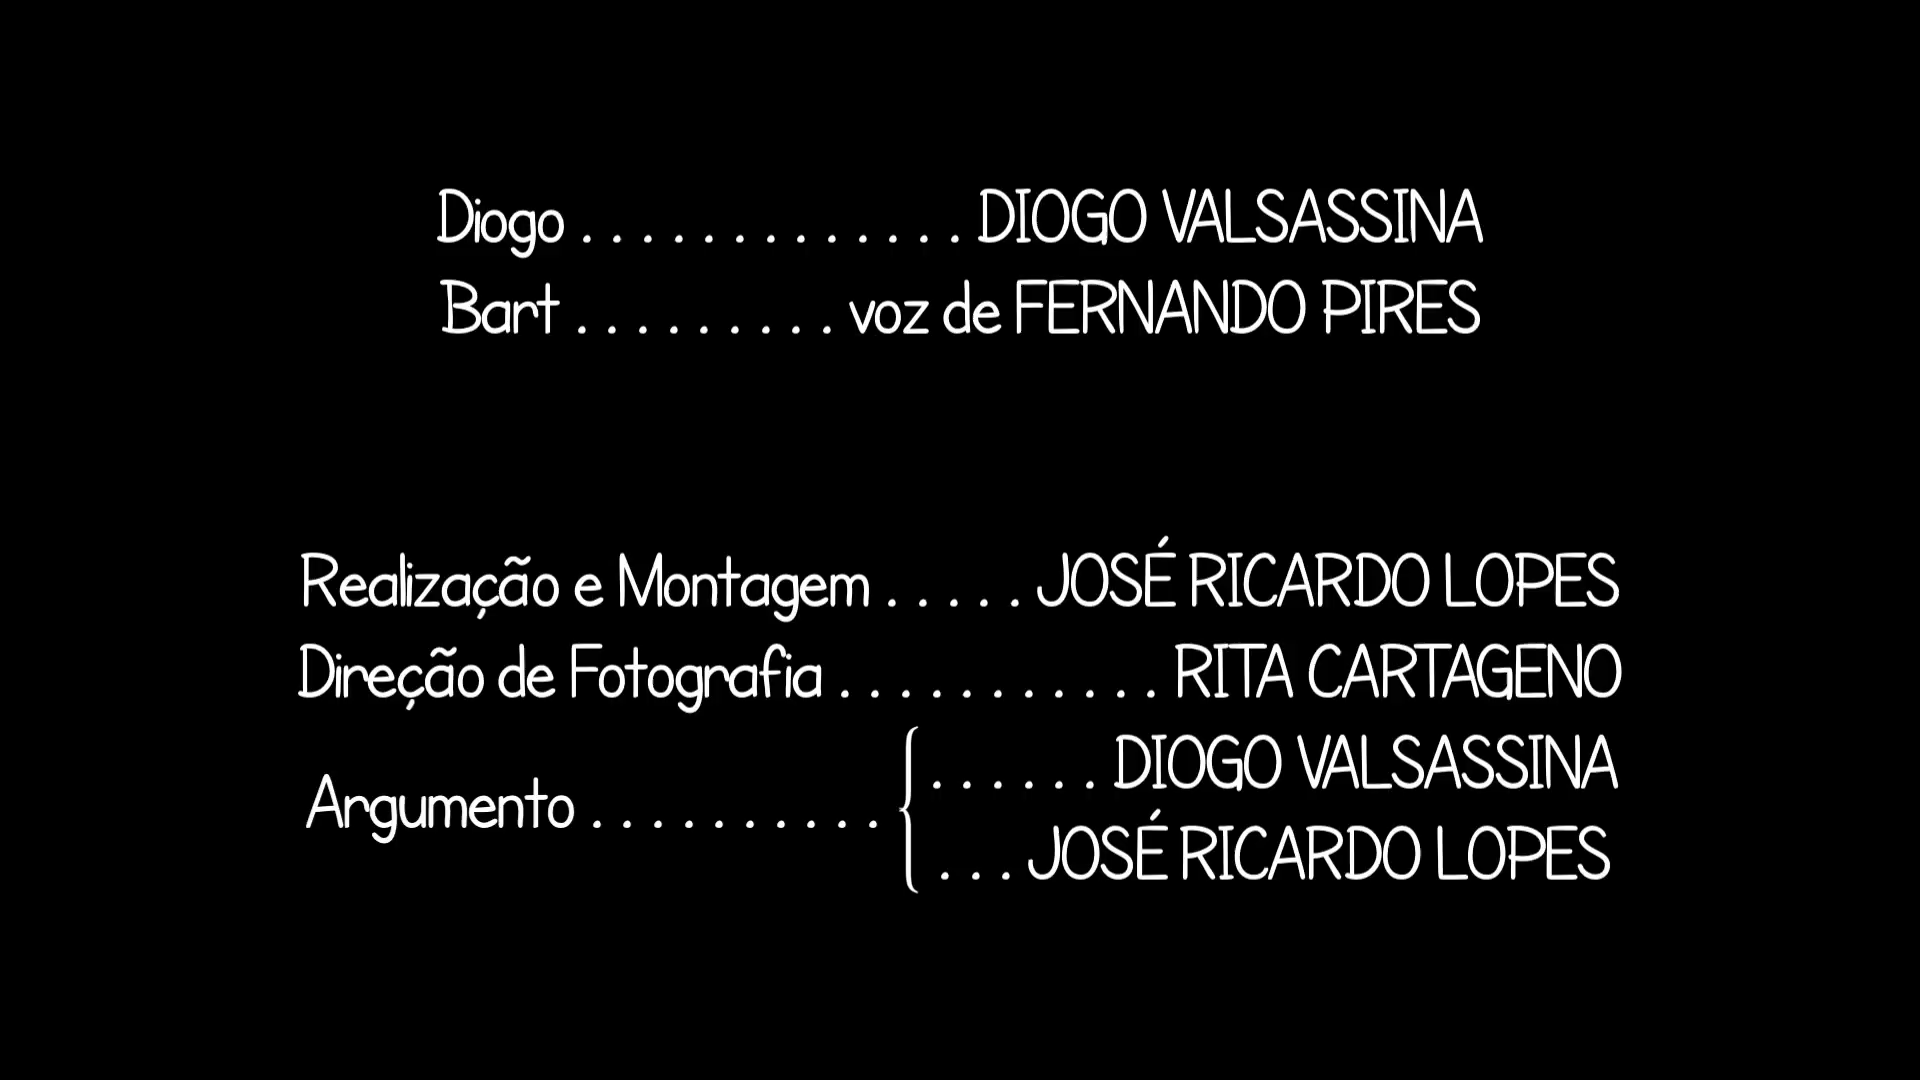 Diogo . . . . . . . . . . . . . DIOGO VALSASSINA
Bart . . . . . . . . . voz de FERNANDO PIRES
Realização e Montagem . . . . . JOSÉ RICARDO LOPES
Direção de Fotografia . . . . . . . . . . . RITA CARTAGENO
Argumento . . . . . . . . . . { . . . . . . DIOGO VALSASSINA
. . . JOSÉ RICARDO LOPES